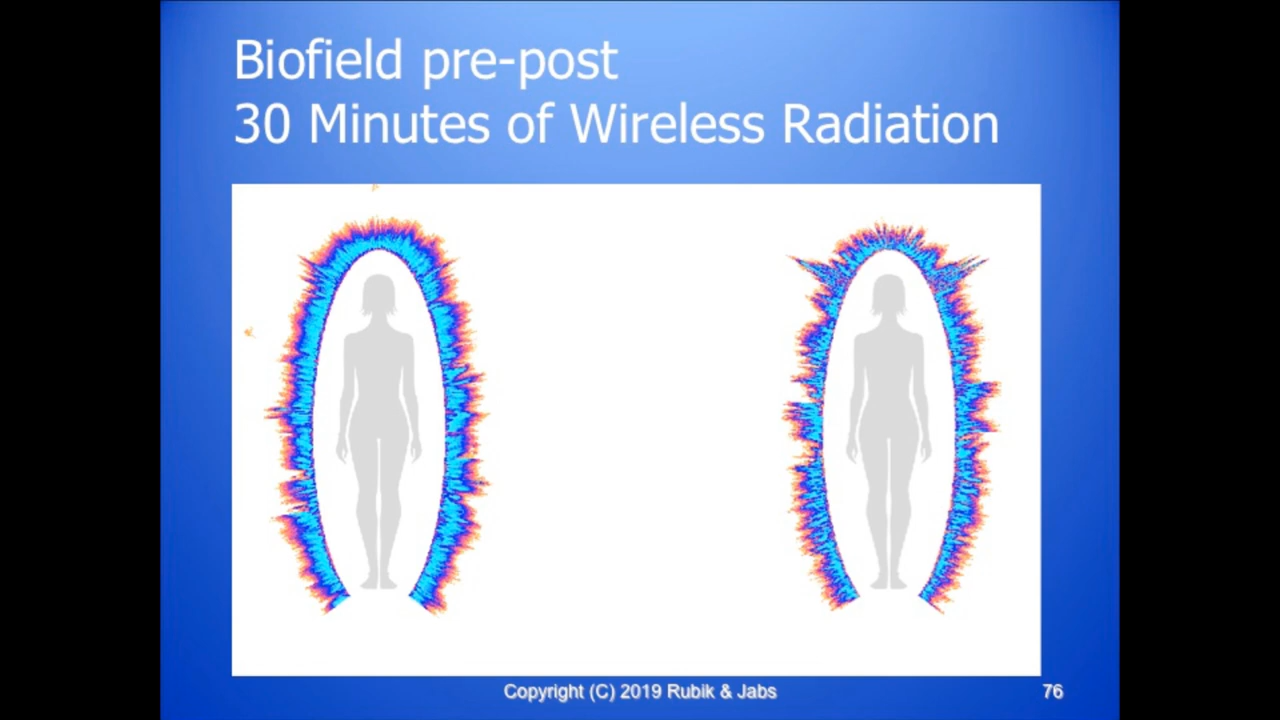 Biofield pre-post
30 Minutes of Wireless Radiation
Copyright (C) 2019 Rubik & Jabs
76